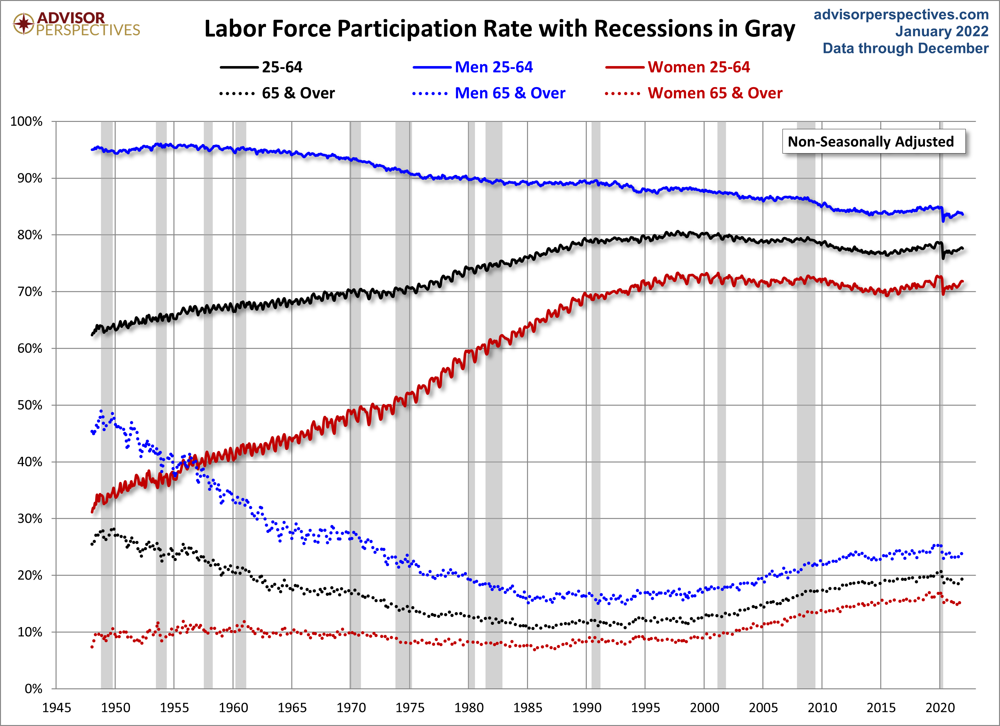 ADVISOR
PERSPECTIVES
Labor Force Participation Rate with Recessions in Gray
advisorperspectives.com
January 2022
Data through December
25-64
Men 25-64
Women 25-64
65 & Over
Men 65 & Over
Women 65 & Over
Non-Seasonally Adjusted
100%
90%
80%
70%
60%
50%
40%
30%
20%
10%
0%
1945 1950 1955 1960 1965 1970 1975 1980 1985 1990 1995 2000 2005 2010 2015 2020